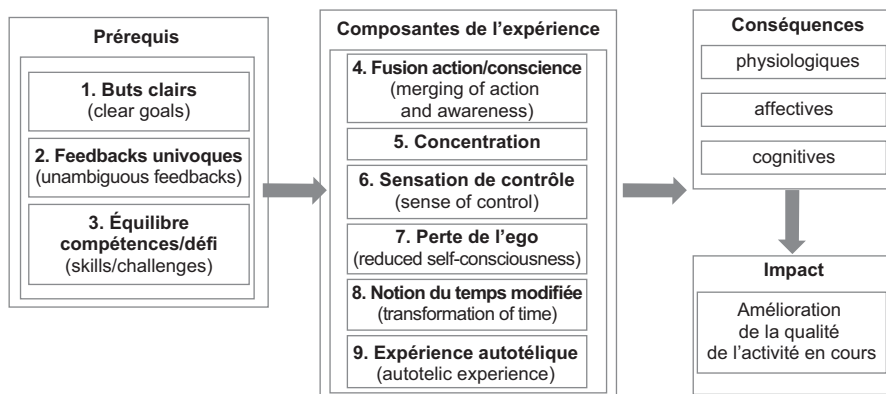 Prérequis
1. Buts clairs
(clear goals)
2. Feedbacks univoques
(unambiguous feedbacks)
3. Équilibre
compétences/défi
(skills/challenges)
Composantes de l’expérience
4. Fusion action/conscience
(merging of action
and awareness)
5. Concentration
6. Sensation de contrôle
(sense of control)
7. Perte de l’ego
(reduced self-consciousness)
8. Notion du temps modifiée
(transformation of time)
9. Expérience autotélique
(autotelic experience)
Conséquences
physiologiques
affectives
cognitives
Impact
Amélioration
de la qualité
de l’activité en cours